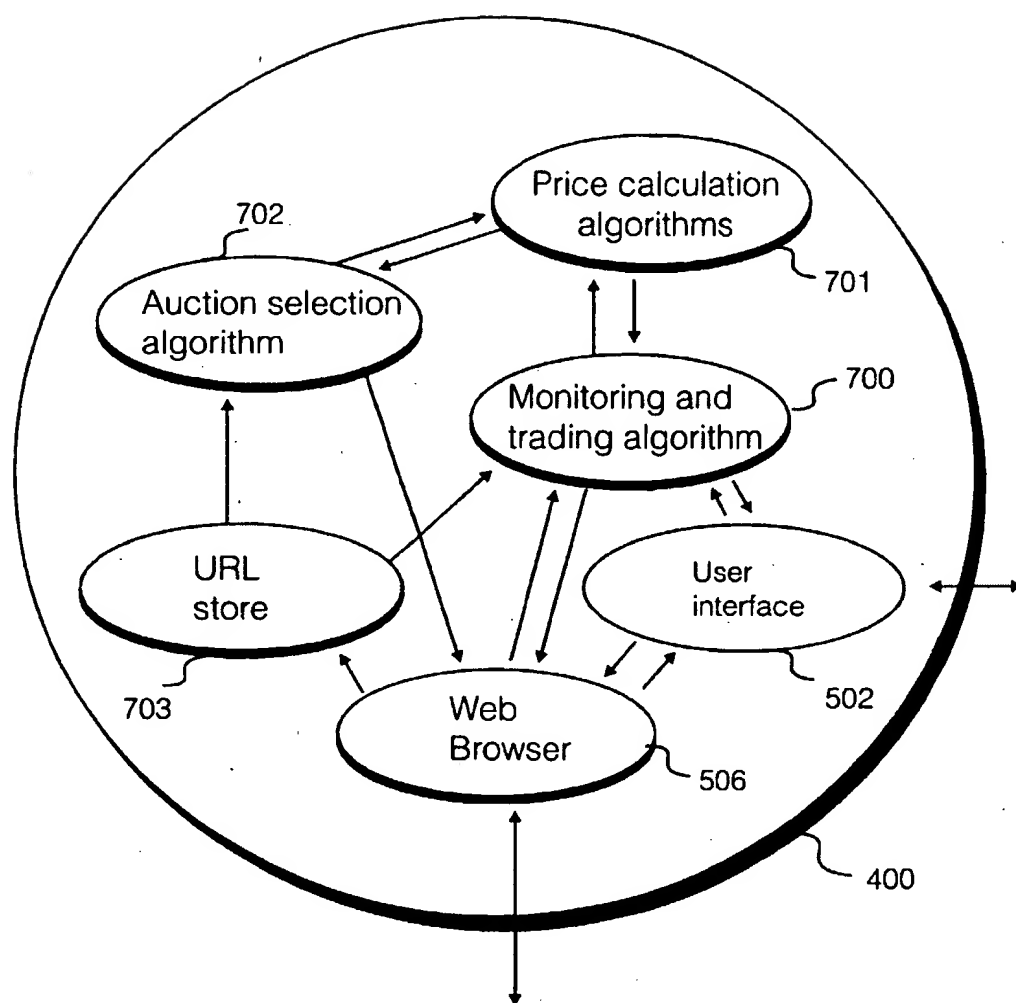 Price calculation
algorithms
701
702
Auction selection
algorithm
Monitoring and
trading algorithm
700
URL
store
703
User
interface
502
Web
Browser
506
400